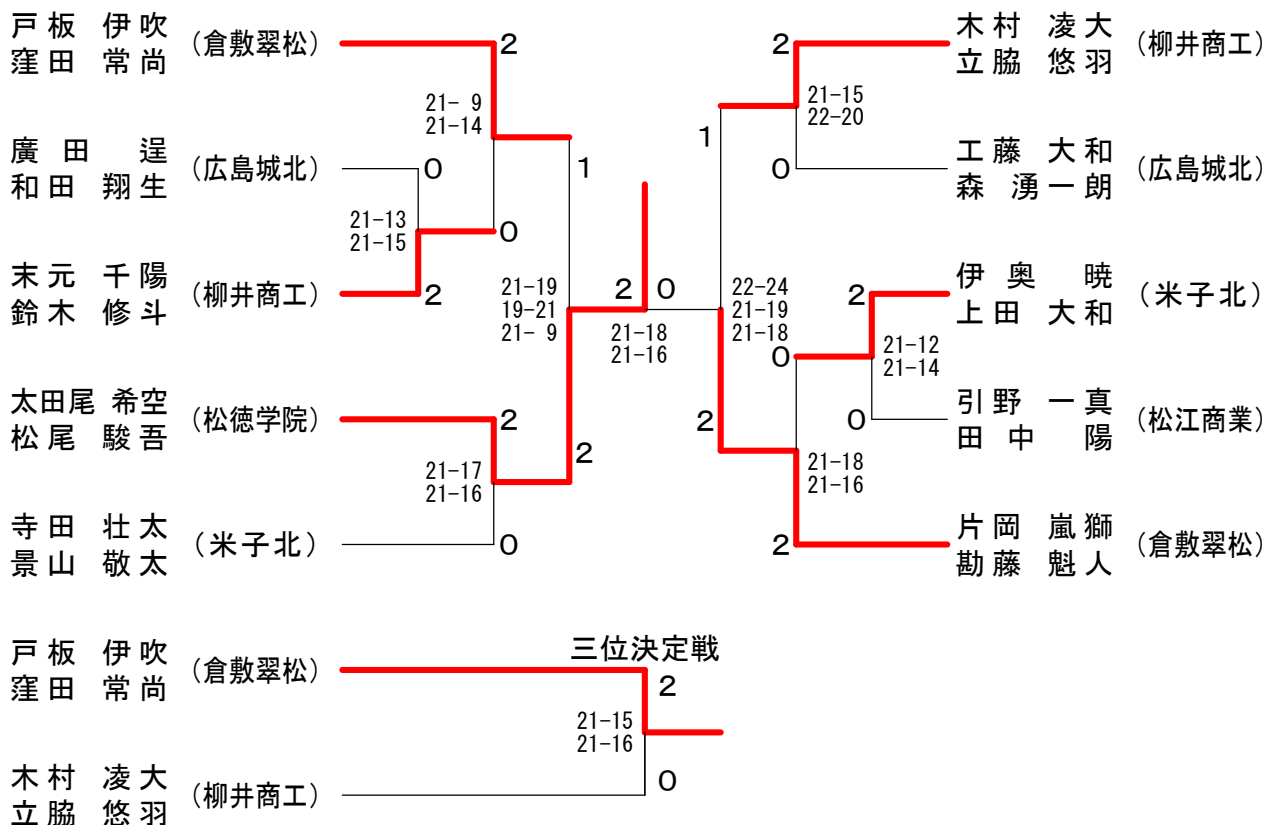 戸板 伊吹
窪田 常尚
(倉敷翠松)
2
21- 9
21-14
廣田 逞
和田 翔生
(広島城北)
0
21-13
21-15
0
末元 千陽
鈴木 修斗
(柳井商工)
2
1
21-19
19-21
21- 9
太田尾 希空
松尾 駿吾
(松徳学院)
2
21-17
21-16
2
寺田 壮太
景山 敬太
(米子北)
0
2
0
21-18
21-16
木村 凌大
立脇 悠羽
(柳井商工)
2
21-15
22-20
1
工藤 大和
森 湧一朗
(広島城北)
0
22-24
21-19
21-18
伊奥 暁
上田 大和
(米子北)
2
21-12
21-14
0
引野 一真
田中 陽
(松江商業)
0
2
21-18
21-16
片岡 嵐獅
勘藤 魁人
(倉敷翠松)
2
三位決定戦
戸板 伊吹
窪田 常尚
(倉敷翠松)
2
21-15
21-16
木村 凌大
立脇 悠羽
(柳井商工)
0